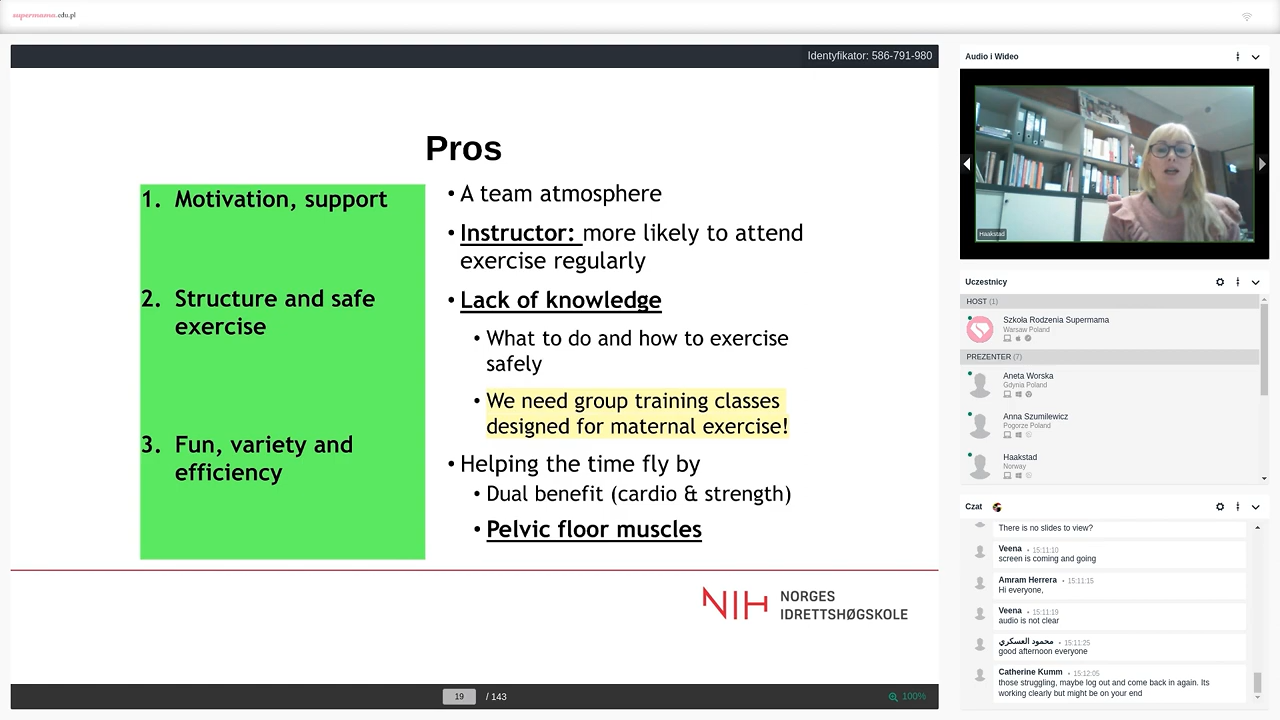 supermama.edu.pl
Identyfikator: 586-791-980
Pros
1. Motivation, support
2. Structure and safe
exercise
3. Fun, variety and
efficiency
• A team atmosphere
• Instructor: more likely to attend
exercise regularly
• Lack of knowledge
• What to do and how to exercise
safely
• We need group training classes
designed for maternal exercise!
• Helping the time fly by
• Dual benefit (cardio & strength)
• Pelvic floor muscles
NIH NORGES
IDRETTSHØGSKOLE
19 / 143
100%
Audio i Wideo
Haakstad
Uczestnicy
HOST (1)
Szkoła Rodzenia Supermama
Warsaw Poland
PREZENTER (7)
Aneta Worska
Gdynia Poland
Anna Szumilewicz
Pogorze Poland
Haakstad
Norway
Czat
There is no slides to view?
Veena • 15:11:10
screen is coming and going
Amram Herrera • 15:11:15
Hi everyone,
Veena • 15:11:19
audio is not clear
محمود العسكري • 15:11:25
good afternoon everyone
Catherine Kumm • 15:12:05
those struggling, maybe log out and come back in again. Its
working clearly but might be on your end